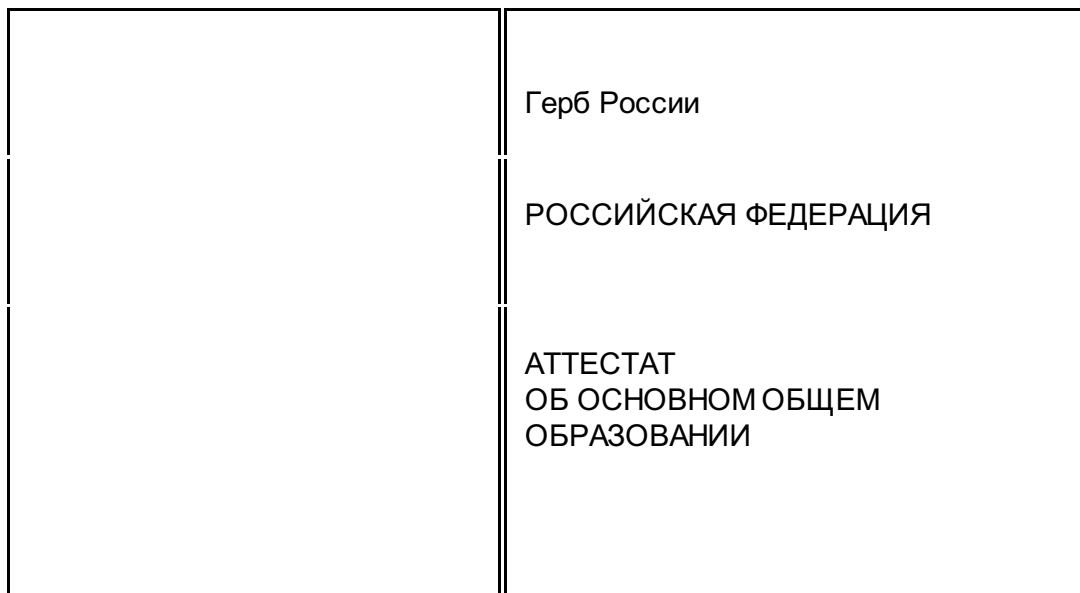 Герб России
РОССИЙСКАЯ ФЕДЕРАЦИЯ
АТТЕСТАТ
ОБ ОСНОВНОМ ОБЩЕМ
ОБРАЗОВАНИИ